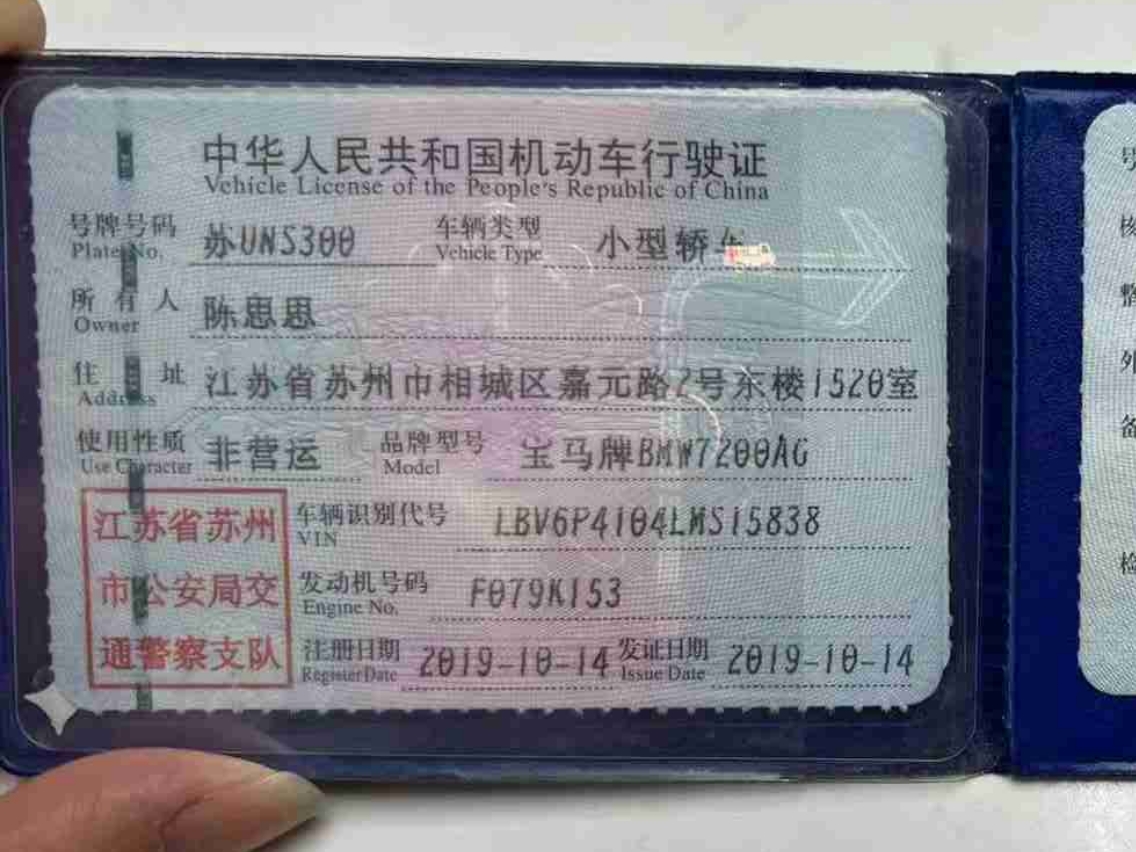 中华人民共和国机动车行驶证
Vehicle License of the People's Republic of China
号牌号码 苏UNS300 车辆类型 小型轿车
Plate No. Vehicle Type
所有人 陈思思
Owner
住址 江苏省苏州市相城区嘉元路2号东楼1520室
Address
使用性质 非营运 品牌型号 宝马牌BMW7200AG
Use Character Model
江苏省苏州
市公安局交
通警察支队
车辆识别代号 LBV6P4104LMS15838
VIN
发动机号码 F079K153
Engine No.
注册日期 2019-10-14 发证日期 2019-10-14
Register Date Issue Date
号
核
整
外
备
检